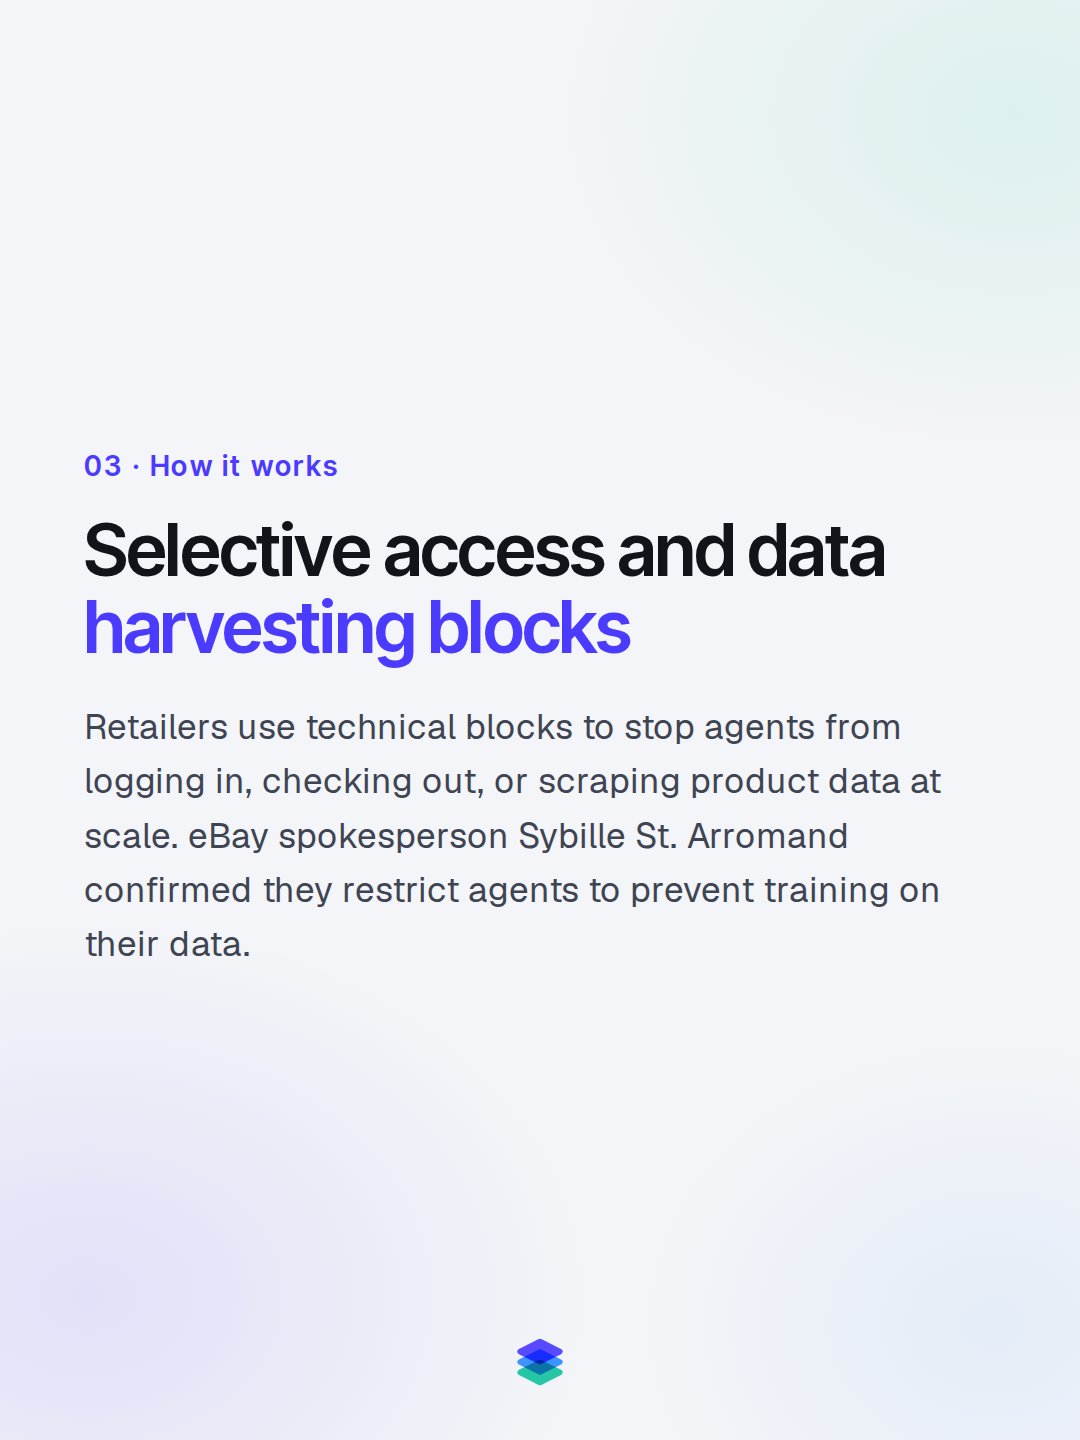 03 · How it works
Selective access and data
harvesting blocks
Retailers use technical blocks to stop agents from
logging in, checking out, or scraping product data at
scale. eBay spokesperson Sybille St. Arromand
confirmed they restrict agents to prevent training on
their data.